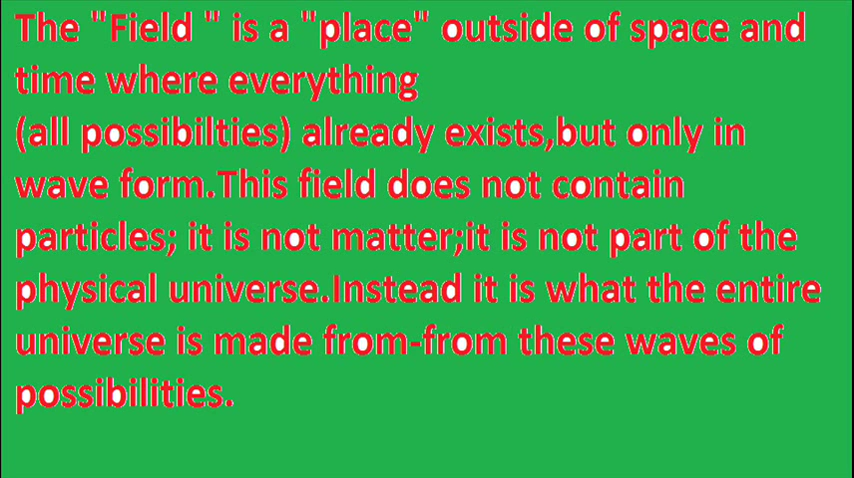 The "Field " is a "place" outside of space and
time where everything
(all possibilties) already exists,but only in
wave form.This field does not contain
particles; it is not matter;it is not part of the
physical universe.Instead it is what the entire
universe is made from-from these waves of
possibilities.